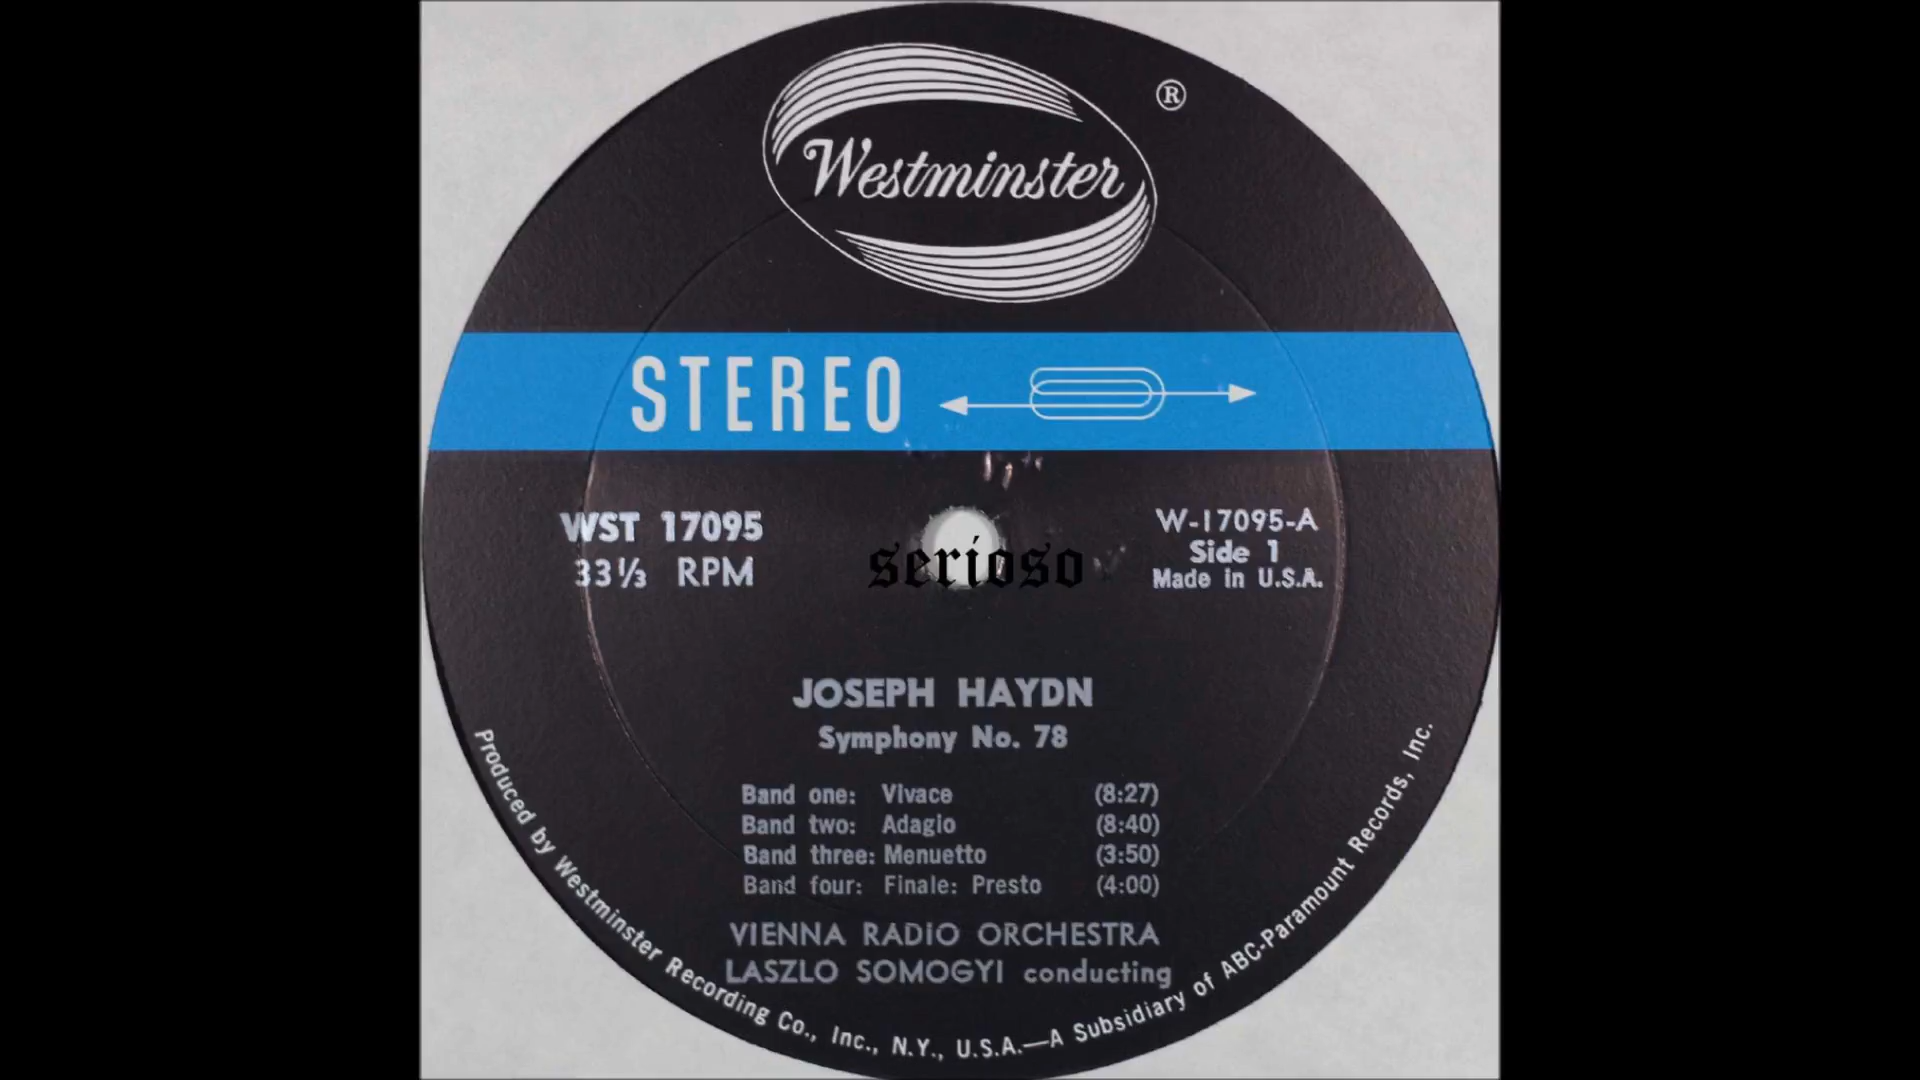 Westminster
®
STEREO
WST 17095
33⅓ RPM
W-17095-A
Side 1
Made in U.S.A.
serioso
JOSEPH HAYDN
Symphony No. 78
Band one: Vivace (8:27)
Band two: Adagio (8:40)
Band three: Menuetto (3:50)
Band four: Finale: Presto (4:00)
VIENNA RADIO ORCHESTRA
LASZLO SOMOGYI conducting
Produced by Westminster Recording Co., Inc., N.Y., U.S.A.—A Subsidiary of ABC-Paramount Records, Inc.